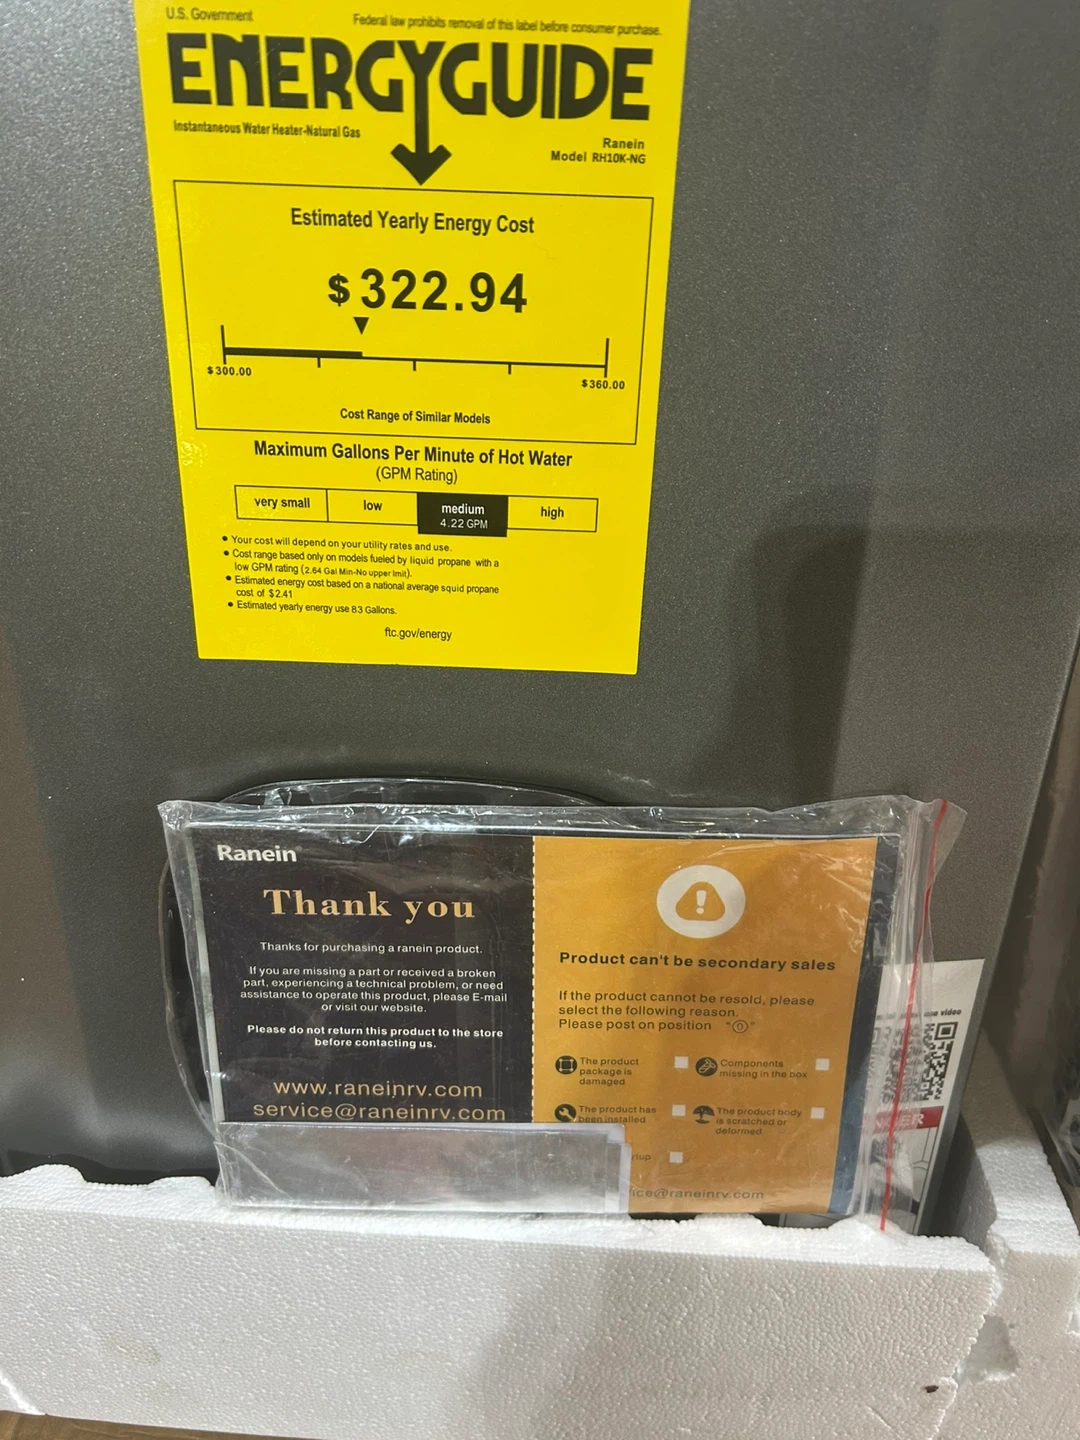 U.S. Government
Federal law prohibits removal of this label before consumer purchase.
ENERGYGUIDE
Instantaneous Water Heater-Natural Gas
Ranein
Model RH10K-NG
Estimated Yearly Energy Cost
$322.94
$300.00
$360.00
Cost Range of Similar Models
Maximum Gallons Per Minute of Hot Water
(GPM Rating)
very small
low
medium
4.22 GPM
high
• Your cost will depend on your utility rates and use.
• Cost range based only on models fueled by liquid propane with a
low GPM rating (2.64 Gal Min-No upper limit).
• Estimated energy cost based on a national average squid propane
cost of $2.41
• Estimated yearly energy use 83 Gallons.
ftc.gov/energy
Ranein
Thank you
Thanks for purchasing a ranein product.
If you are missing a part or received a broken
part, experiencing a technical problem, or need
assistance to operate this product, please E-mail
or visit our website.
Please do not return this product to the store
before contacting us.
www.raneinrv.com
service@raneinrv.com
!
Product can't be secondary sales
If the product cannot be resold, please
select the following reason.
Please post on position "①"
The product
package is
damaged
Components
missing in the box
The product has
been installed
The product body
is scratched or
deformed
ice@raneinrv.com
video